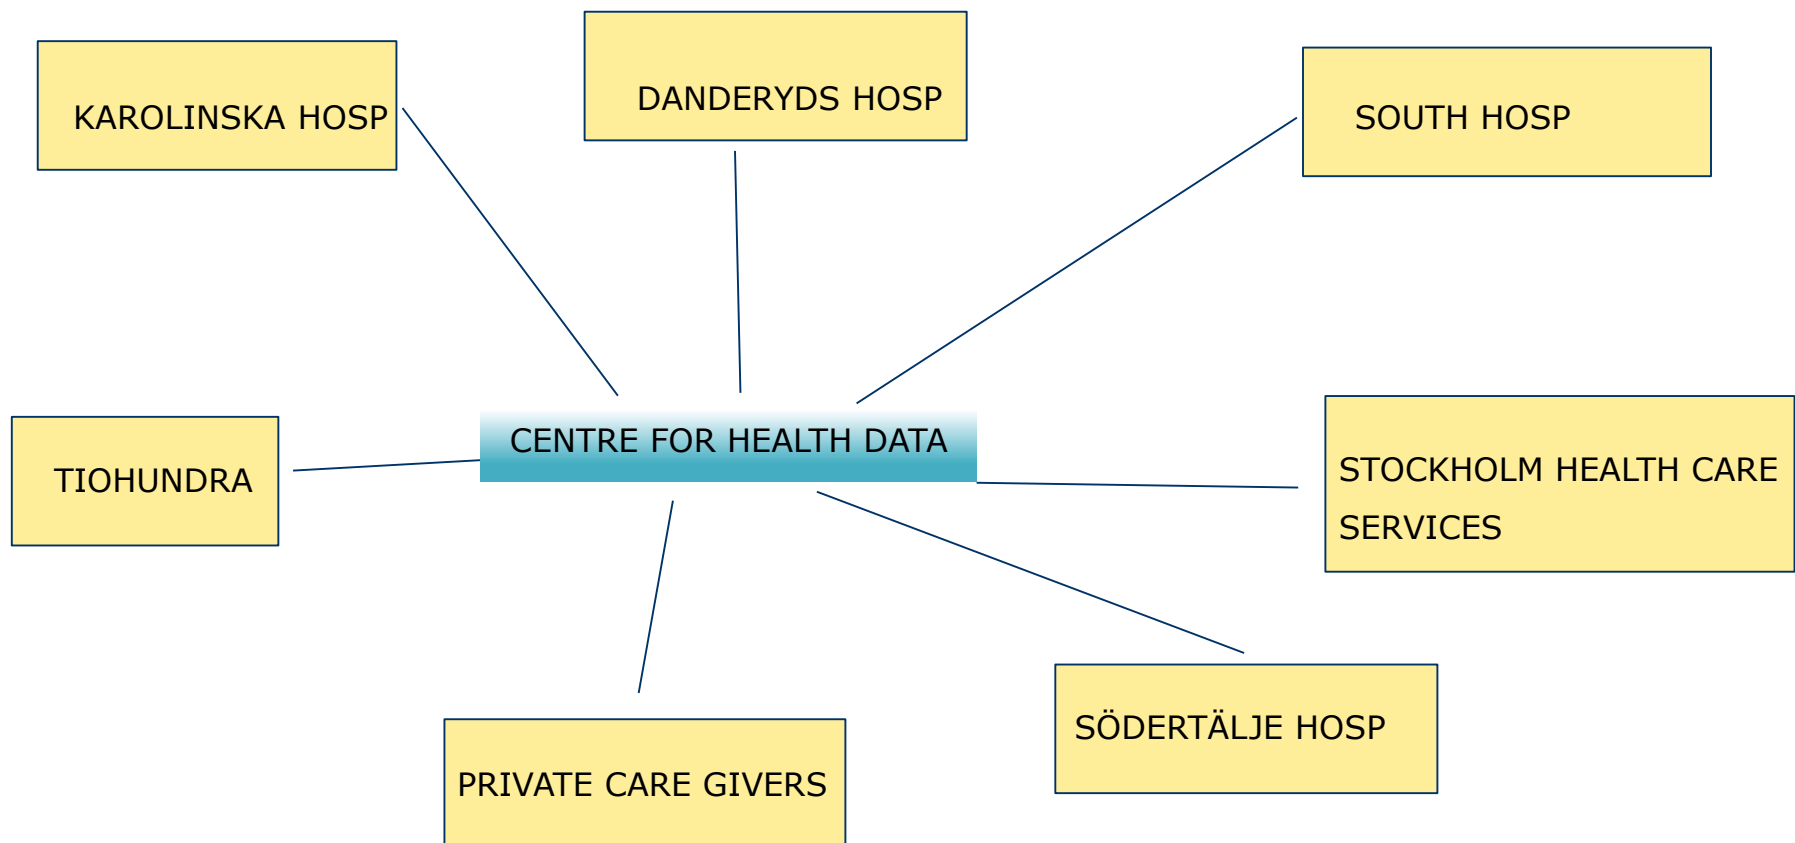 KAROLINSKA HOSP
DANDERYDS HOSP
SOUTH HOSP
CENTRE FOR HEALTH DATA
TIOHUNDRA
STOCKHOLM HEALTH CARE
SERVICES
SÖDERTÄLJE HOSP
PRIVATE CARE GIVERS